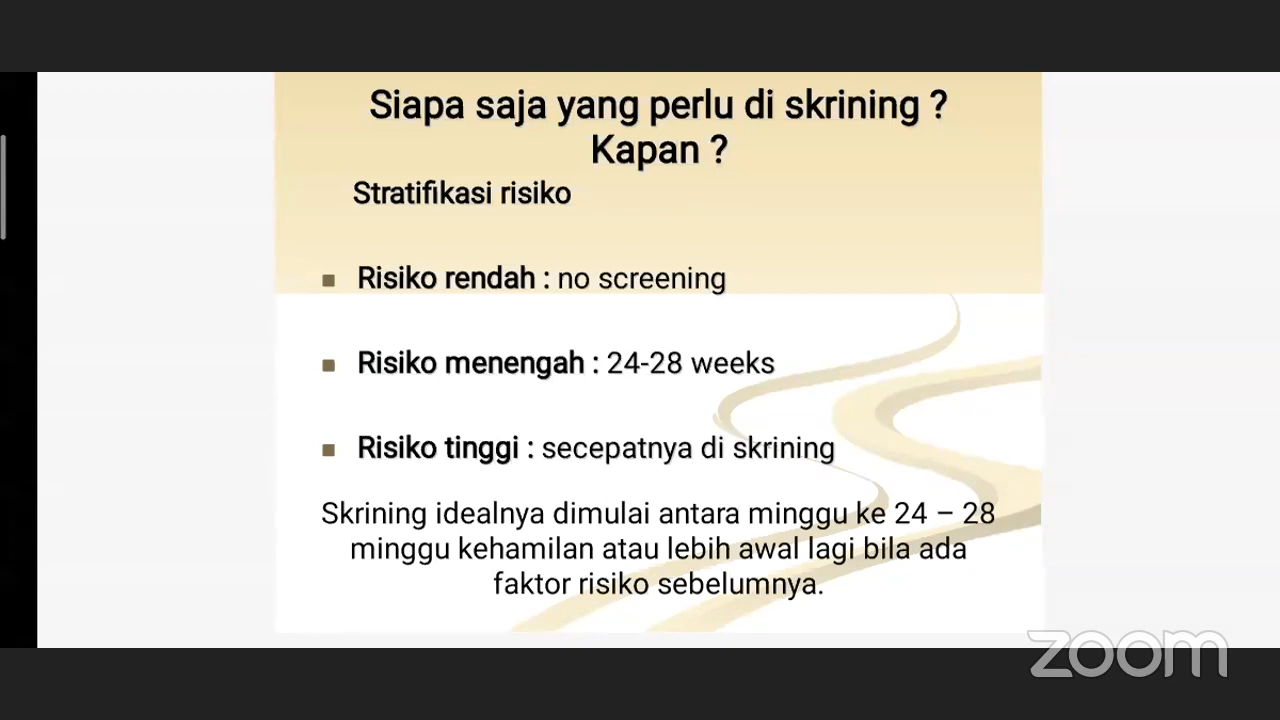 Siapa saja yang perlu di skrining ?
Kapan ?
Stratifikasi risiko
Risiko rendah : no screening
Risiko menengah : 24-28 weeks
Risiko tinggi : secepatnya di skrining
Skrining idealnya dimulai antara minggu ke 24 – 28
minggu kehamilan atau lebih awal lagi bila ada
faktor risiko sebelumnya.
zoom